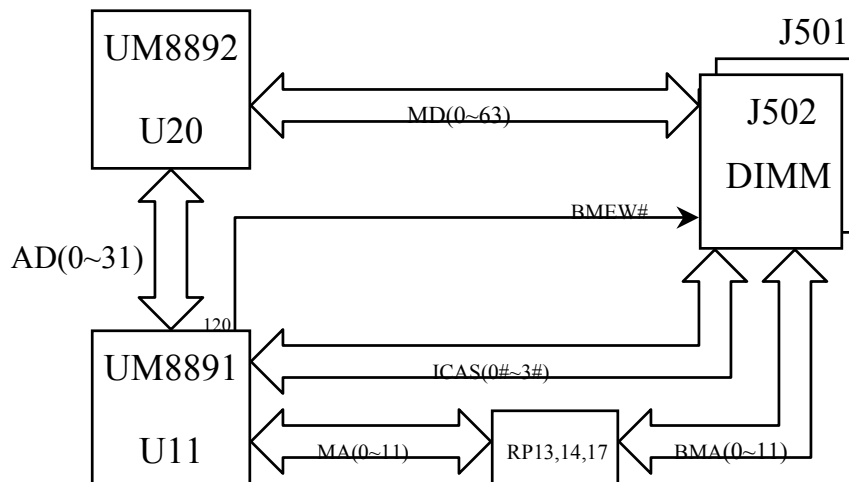 J501
UM8892
U20
MD(0~63)
J502
DIMM
BMEW#
AD(0~31)
120
UM8891
U11
ICAS(0#~3#)
MA(0~11)
RP13,14,17
BMA(0~11)